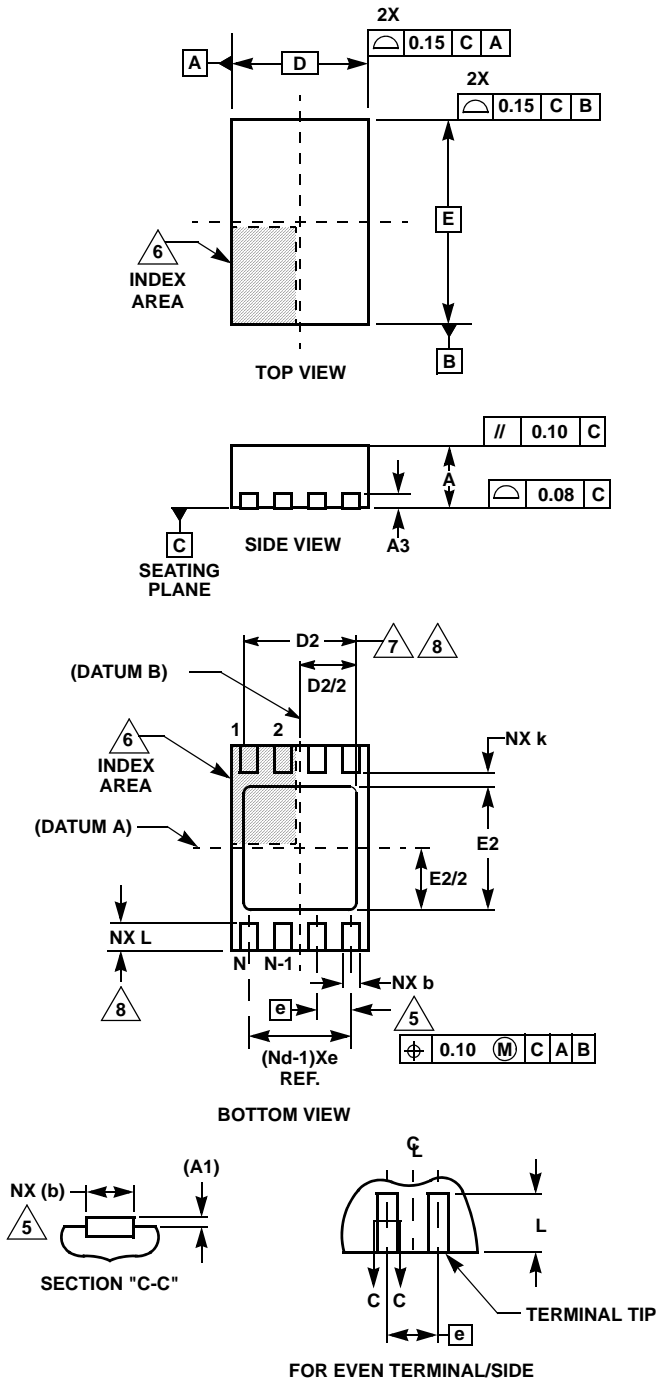 2X
⌓ 0.15 C A
A
D
2X
⌓ 0.15 C B
E
6
INDEX
AREA
B
TOP VIEW
// 0.10 C
A
⌓ 0.08 C
C
SIDE VIEW
A3
SEATING
PLANE
D2
7
8
(DATUM B)
D2/2
1
2
6
NX k
INDEX
AREA
(DATUM A)
E2
E2/2
NX L
N
N-1
NX b
8
e
5
(Nd-1)Xe
REF.
⌖ 0.10 Ⓜ C A B
BOTTOM VIEW
(A1)
NX (b)
5
SECTION "C-C"
℄
L
C
C
TERMINAL TIP
e
FOR EVEN TERMINAL/SIDE